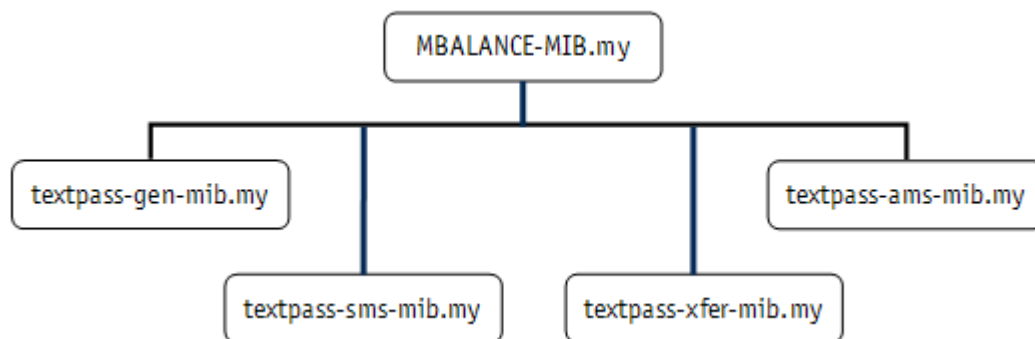 MBALANCE-MIB.my
textpass-gen-mib.my
textpass-ams-mib.my
textpass-sms-mib.my
textpass-xfer-mib.my